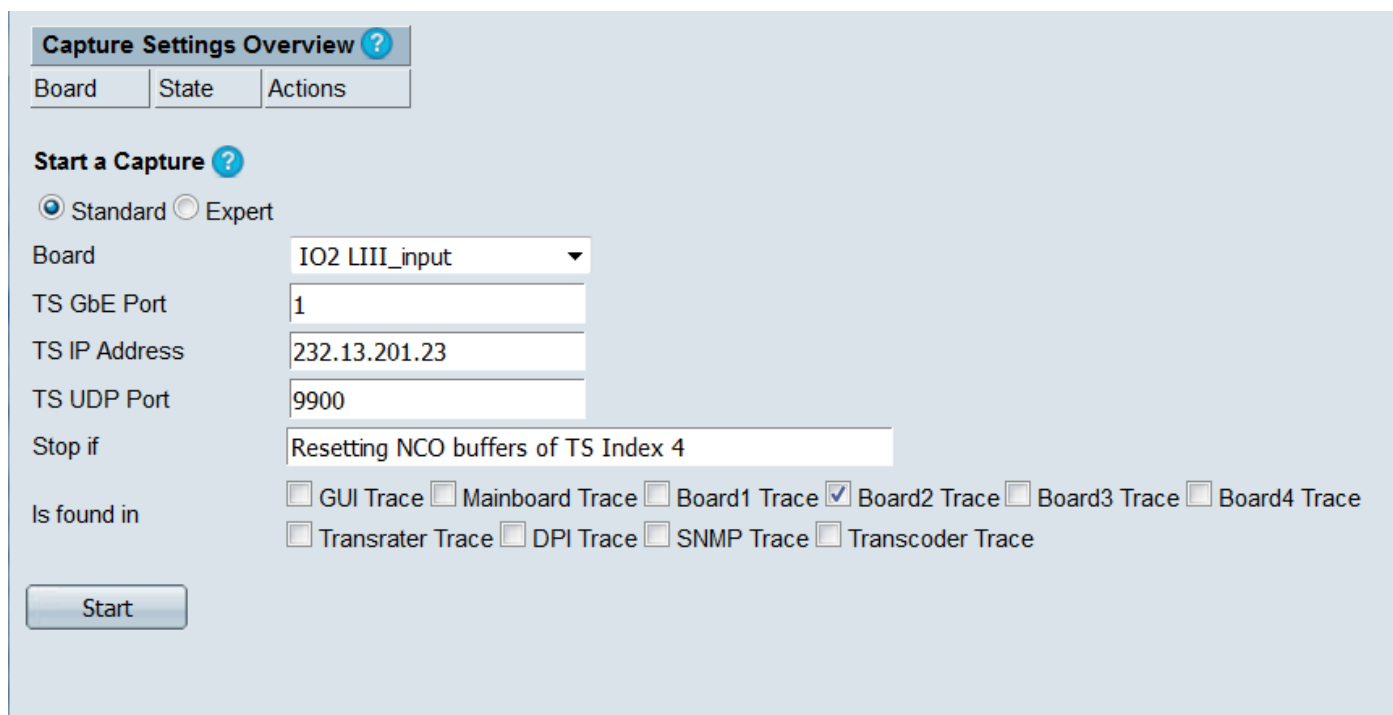 Capture Settings Overview ?
Board State Actions
Start a Capture ?
Standard Expert
Board IO2 LIII_input
TS GbE Port 1
TS IP Address 232.13.201.23
TS UDP Port 9900
Stop if Resetting NCO buffers of TS Index 4
Is found in GUI Trace Mainboard Trace Board1 Trace Board2 Trace Board3 Trace Board4 Trace
Transrater Trace DPI Trace SNMP Trace Transcoder Trace
Start